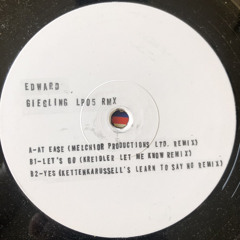 EDWARD
GIEGLING LP05 RMX
A-AT EASE (MELCHIOR PRODUCTIONS LTD. REMIX)
B1-LET'S GO (KREIDLER LET ME KNOW REMIX)
B2-YES (KETTENKARUSSELL'S LEARN TO SAY NO REMIX)